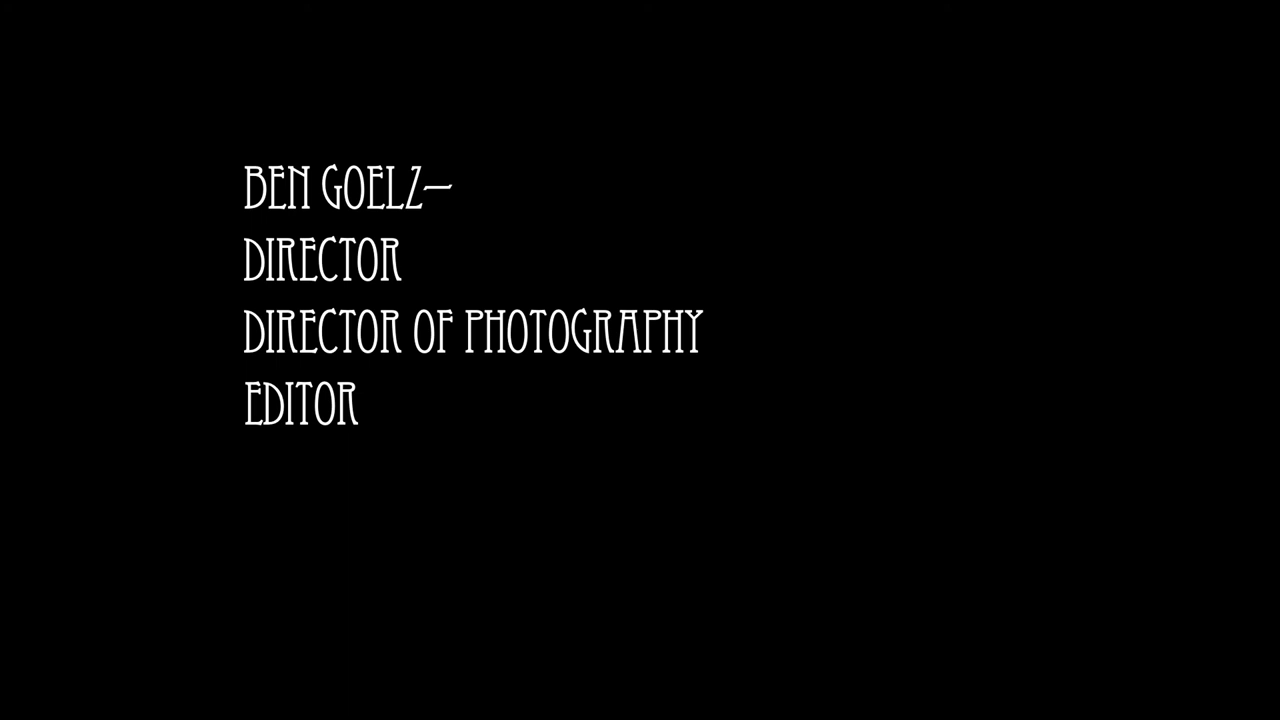 BEN GOELZ—
DIRECTOR
DIRECTOR OF PHOTOGRAPHY
EDITOR